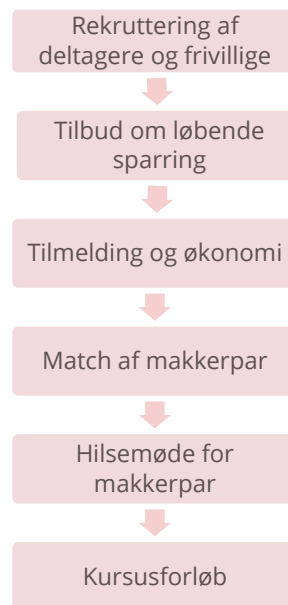 Rekruttering af
deltagere og frivillige
Tilbud om løbende
sparring
Tilmelding og økonomi
Match af makkerpar
Hilsemøde for
makkerpar
Kursusforløb